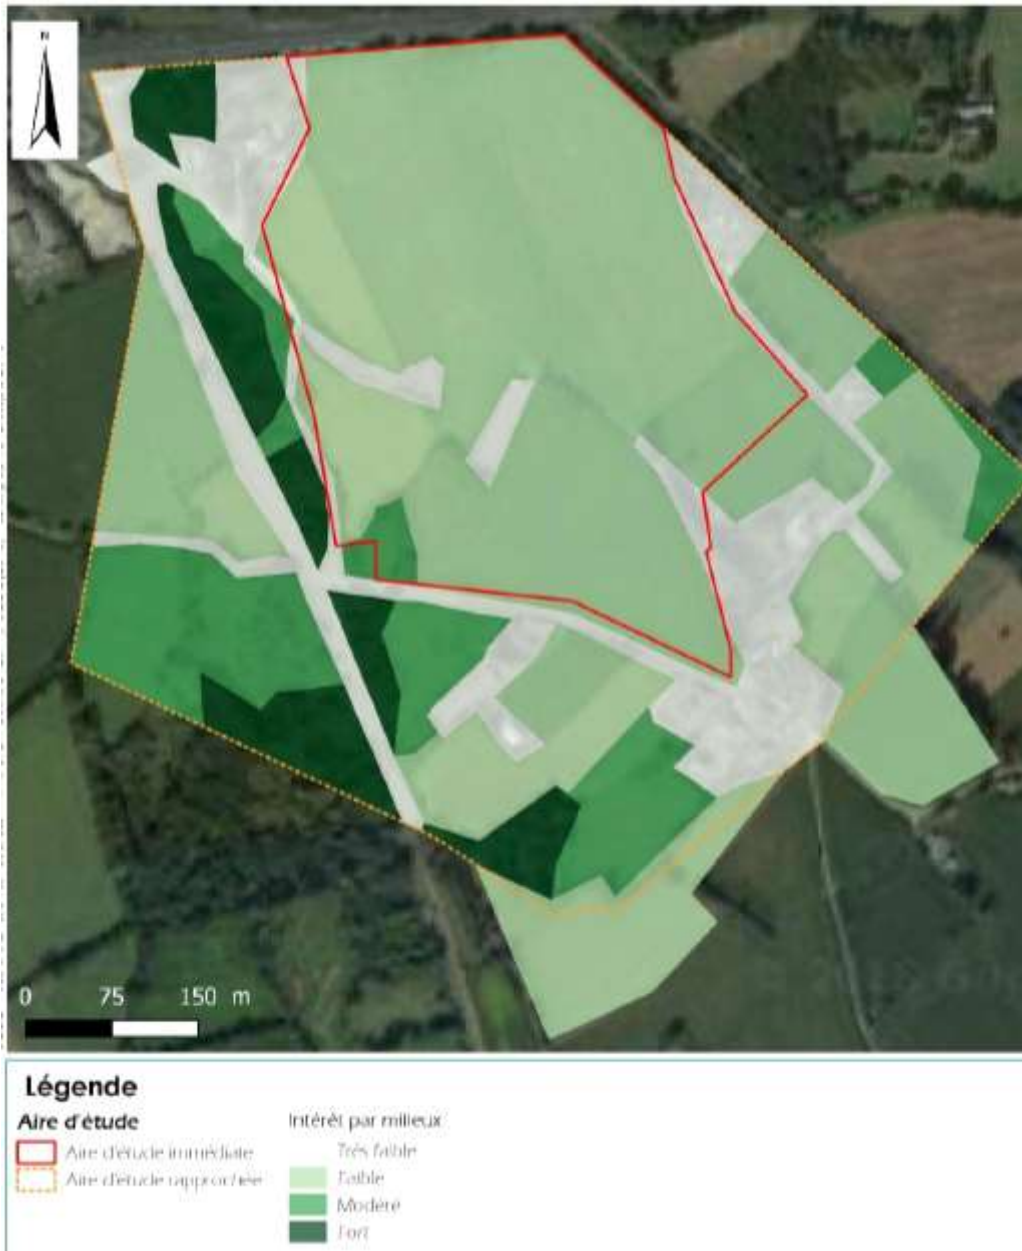 N
0 75 150 m
Légende
Aire d'étude
Aire d'étude immédiate
Aire d'étude rapprochée
Intérêt par milieux
Très faible
Faible
Modéré
Fort